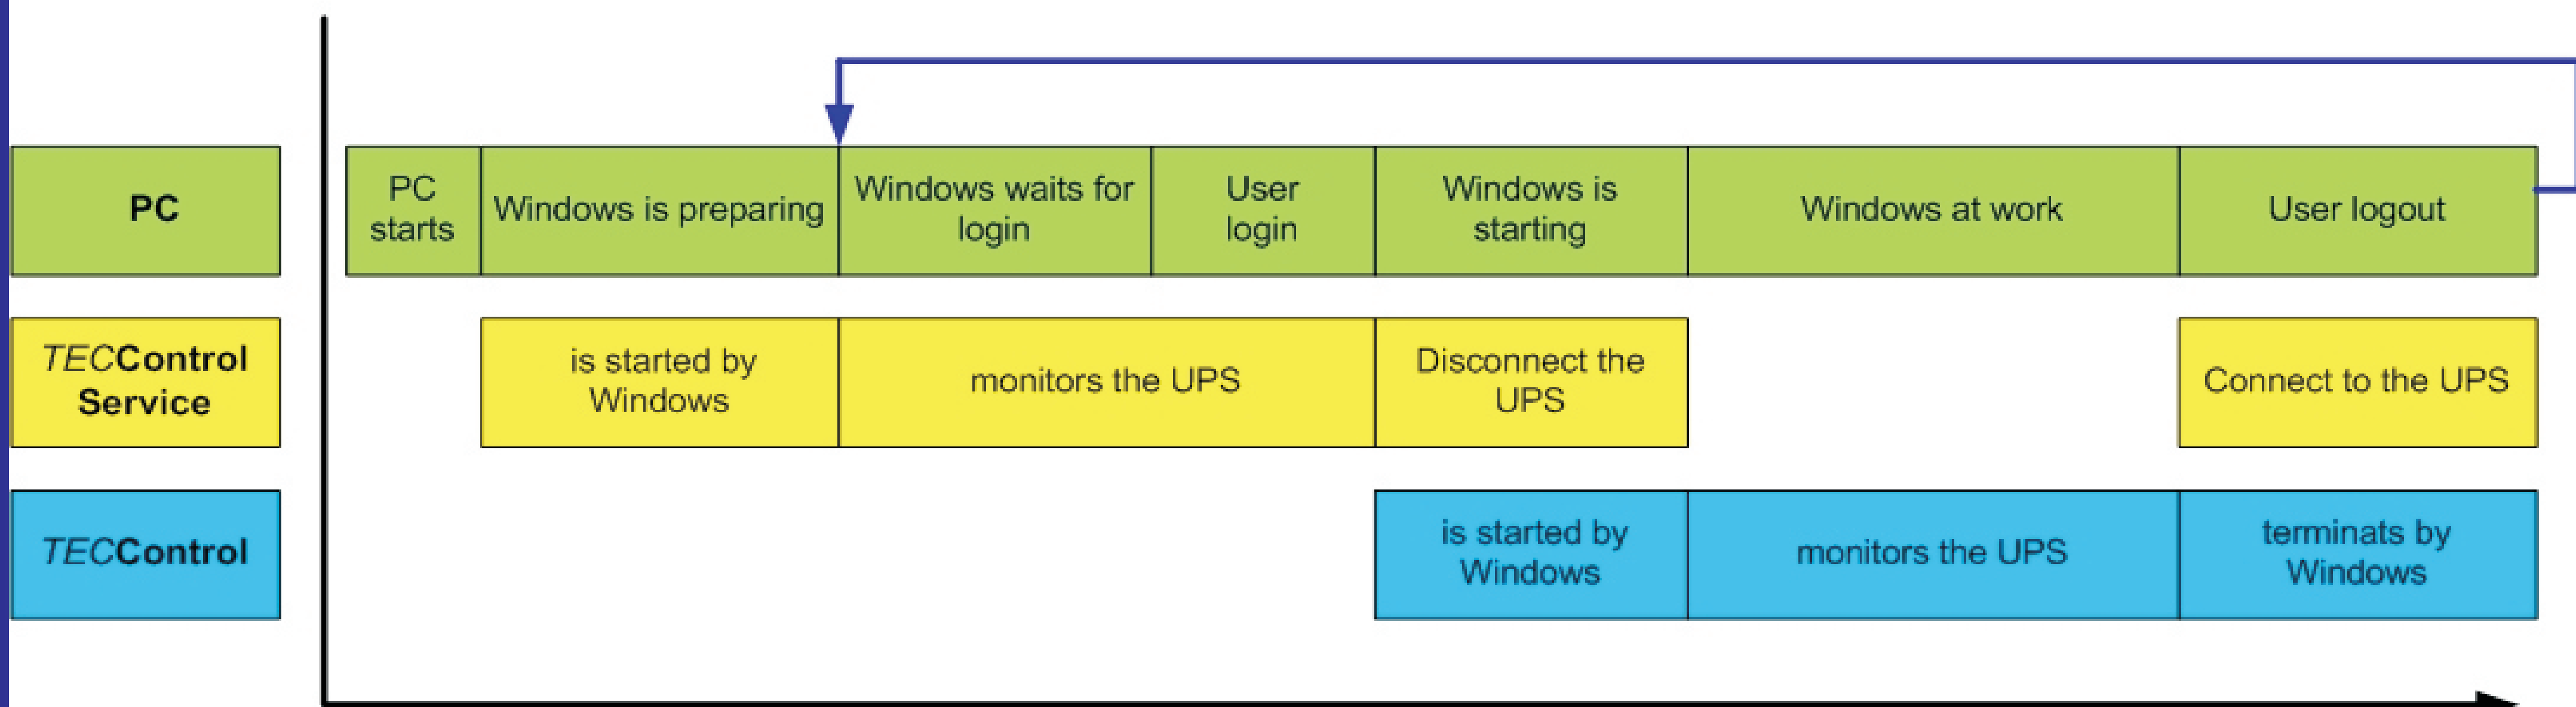 PC
PC
starts
Windows is preparing
Windows waits for
login
User
login
Windows is
starting
Windows at work
User logout
TECControl
Service
is started by
Windows
monitors the UPS
Disconnect the
UPS
Connect to the UPS
TECControl
is started by
Windows
monitors the UPS
terminats by
Windows